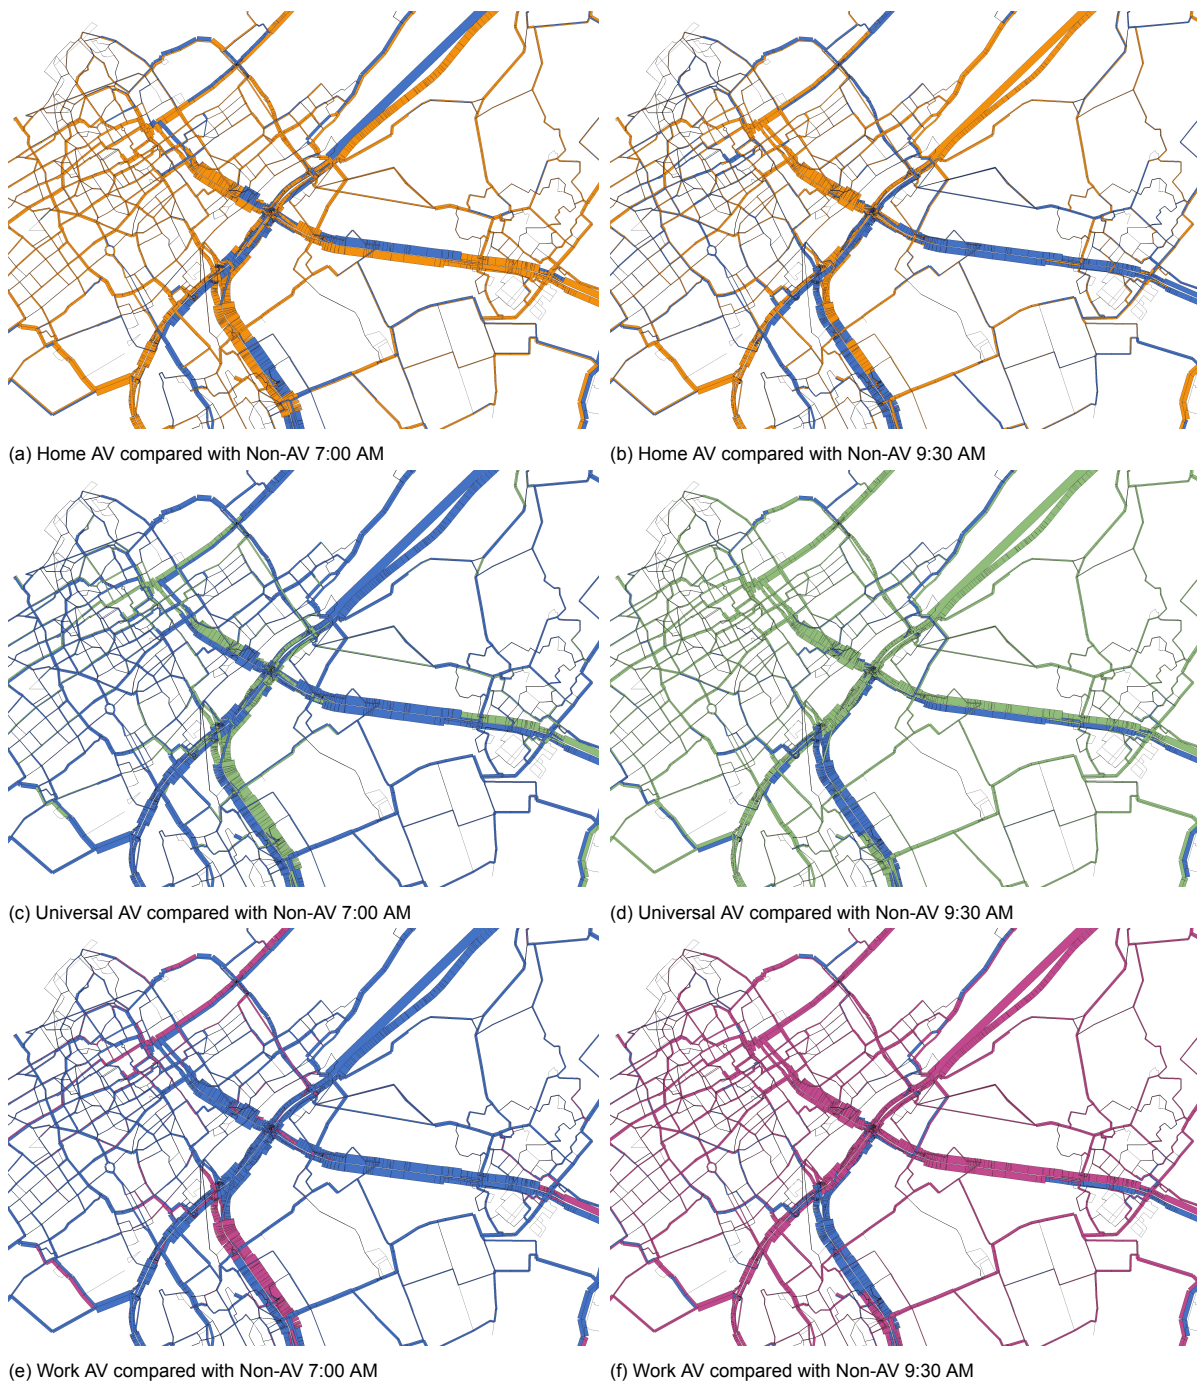 (a) Home AV compared with Non-AV 7:00 AM
(b) Home AV compared with Non-AV 9:30 AM
(c) Universal AV compared with Non-AV 7:00 AM
(d) Universal AV compared with Non-AV 9:30 AM
(e) Work AV compared with Non-AV 7:00 AM
(f) Work AV compared with Non-AV 9:30 AM